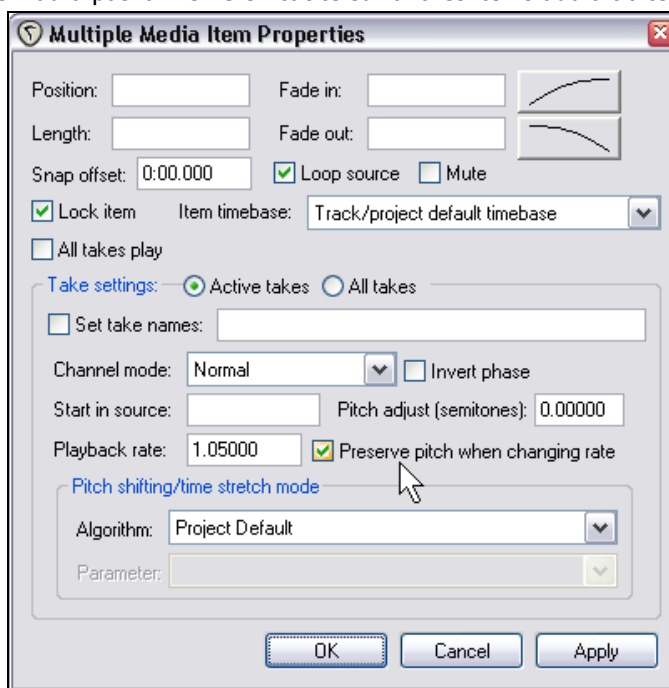 Multiple Media Item Properties
Position: Fade in:
Length: Fade out:
Snap offset: 0:00.000 Loop source Mute
Lock item Item timebase: Track/project default timebase
All takes play
Take settings: Active takes All takes
Set take names:
Channel mode: Normal Invert phase
Start in source: Pitch adjust (semitones): 0.00000
Playback rate: 1.05000 Preserve pitch when changing rate
Pitch shifting/time stretch mode
Algorithm: Project Default
Parameter:
OK Cancel Apply